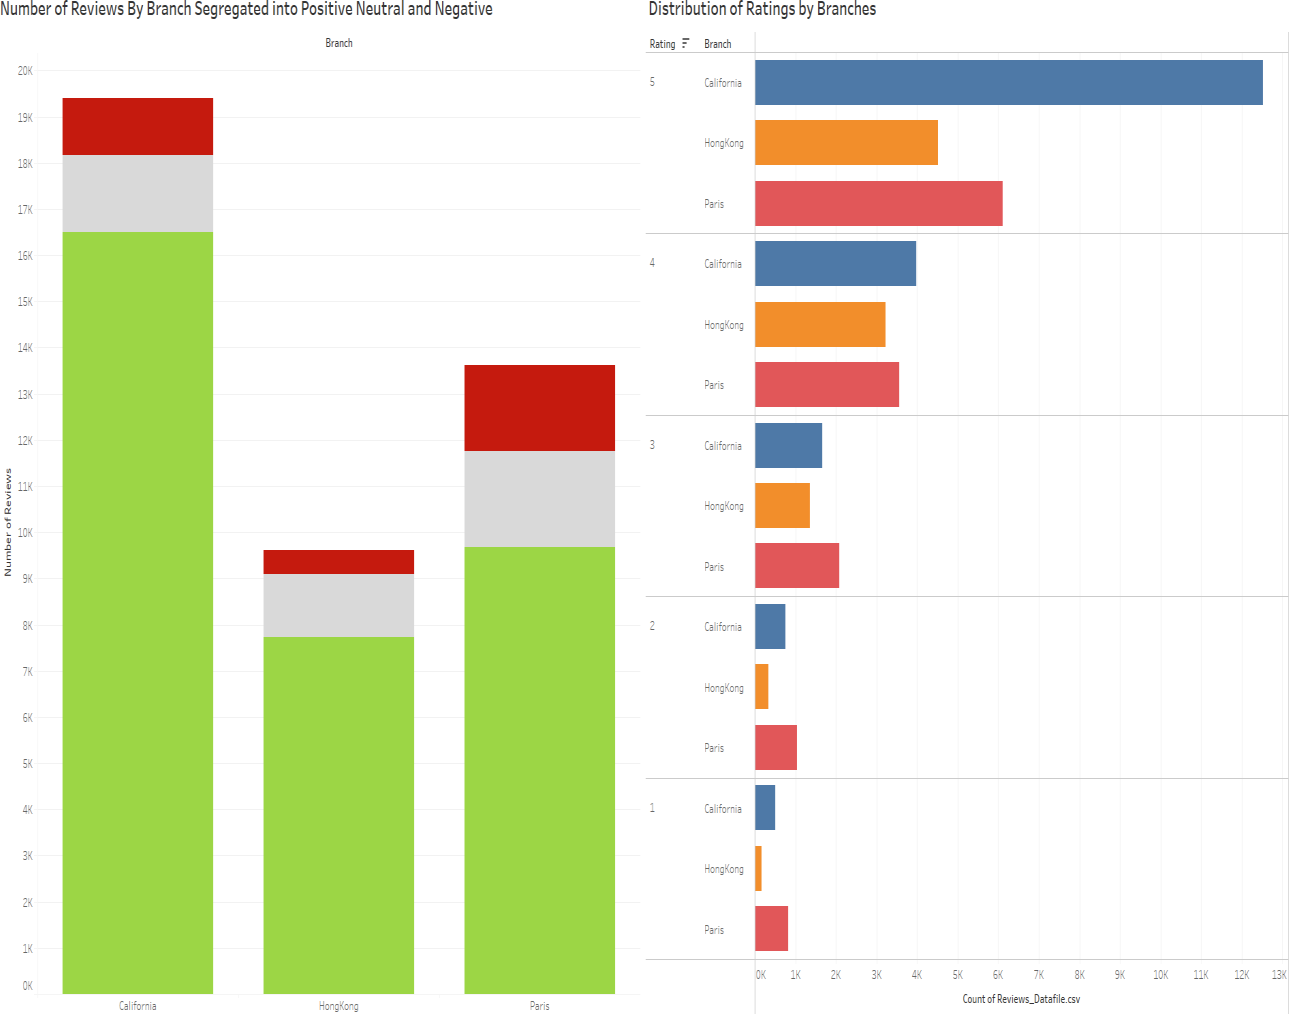 Number of Reviews By Branch Segregated into Positive Neutral and Negative
Branch
20K
19K
18K
17K
16K
15K
14K
13K
12K
11K
10K
9K
8K
7K
6K
5K
4K
3K
2K
1K
0K
Number of Reviews
California HongKong Paris
Distribution of Ratings by Branches
Rating Branch
5 California
HongKong
Paris
4 California
HongKong
Paris
3 California
HongKong
Paris
2 California
HongKong
Paris
1 California
HongKong
Paris
0K 1K 2K 3K 4K 5K 6K 7K 8K 9K 10K 11K 12K 13K
Count of Reviews_Datafile.csv